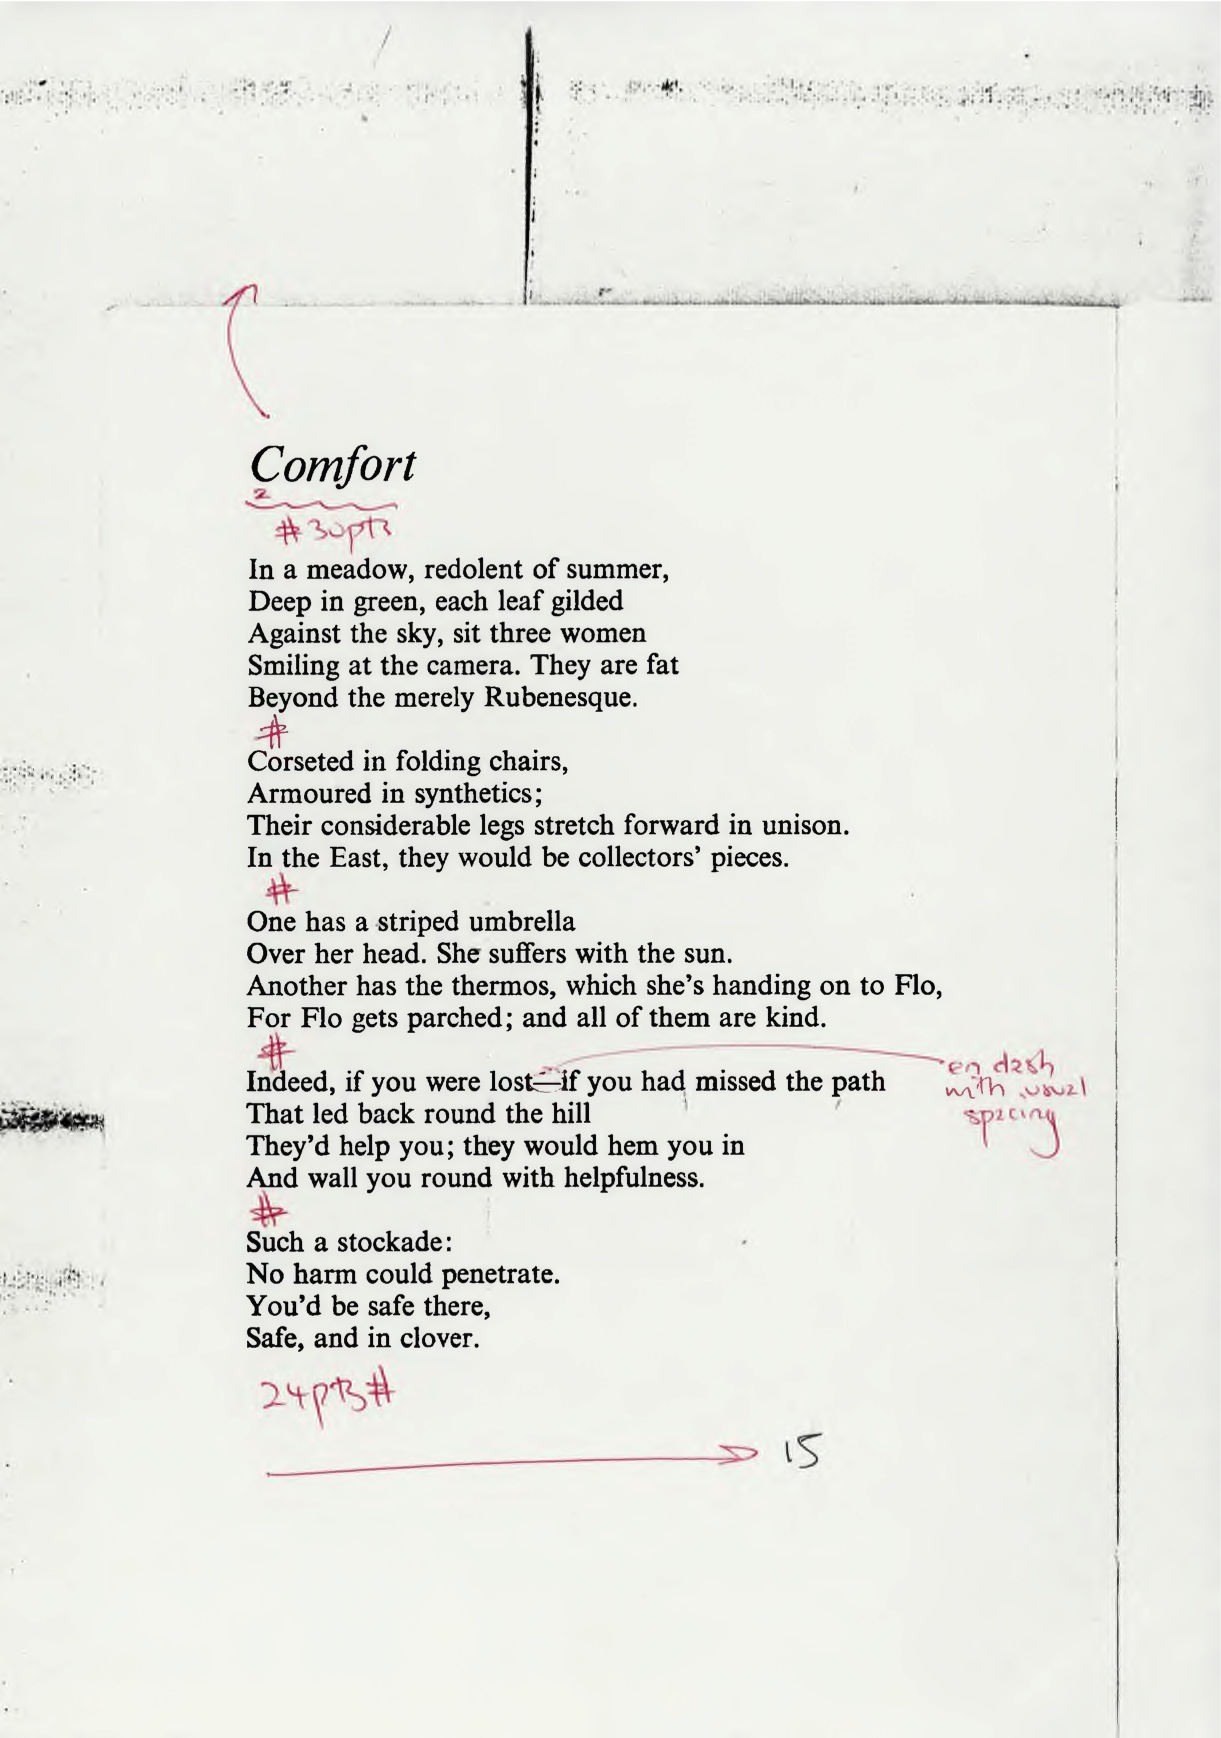 Comfort
2
# 30pts
In a meadow, redolent of summer,
Deep in green, each leaf gilded
Against the sky, sit three women
Smiling at the camera. They are fat
Beyond the merely Rubenesque.
#
Corseted in folding chairs,
Armoured in synthetics;
Their considerable legs stretch forward in unison.
In the East, they would be collectors’ pieces.
#
One has a striped umbrella
Over her head. She suffers with the sun.
Another has the thermos, which she’s handing on to Flo,
For Flo gets parched; and all of them are kind.
#
Indeed, if you were lost—if you had missed the path
en dash
with usual
spacing
That led back round the hill
They’d help you; they would hem you in
And wall you round with helpfulness.
#
Such a stockade:
No harm could penetrate.
You’d be safe there,
Safe, and in clover.
24pts #
15